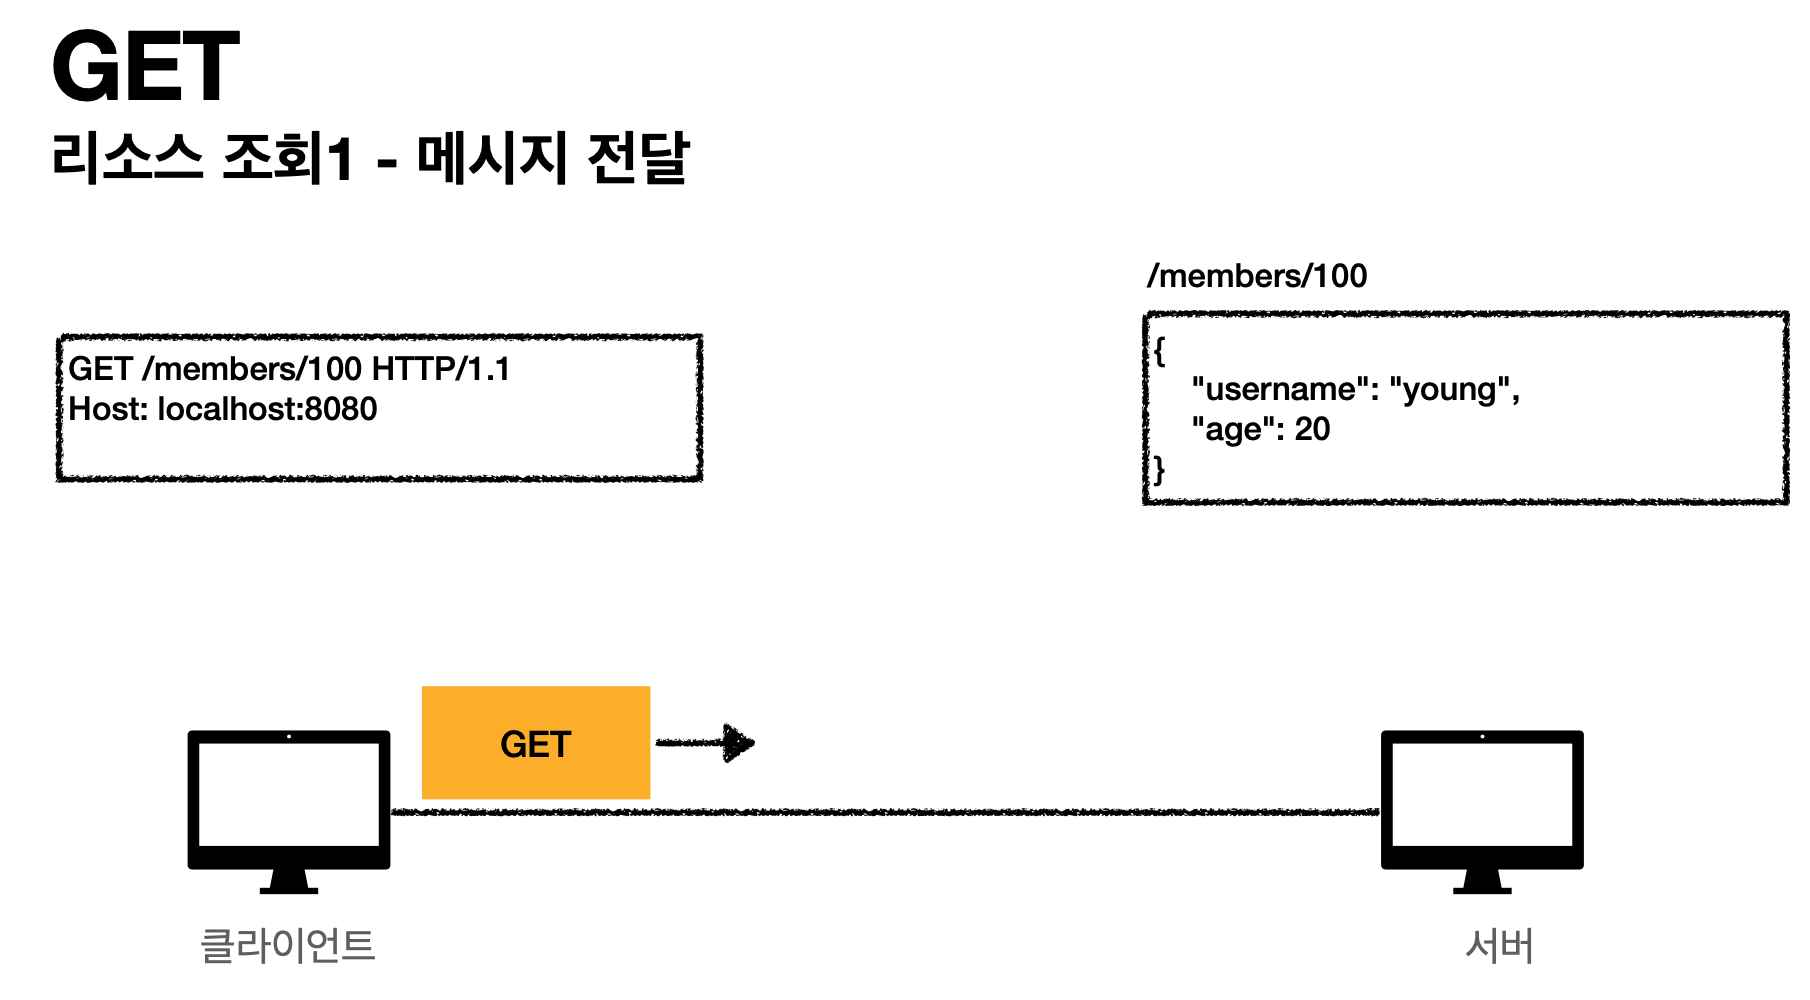 GET
리소스 조회1 - 메시지 전달
GET /members/100 HTTP/1.1
Host: localhost:8080
/members/100
{
"username": "young",
"age": 20
}
GET
클라이언트
서버